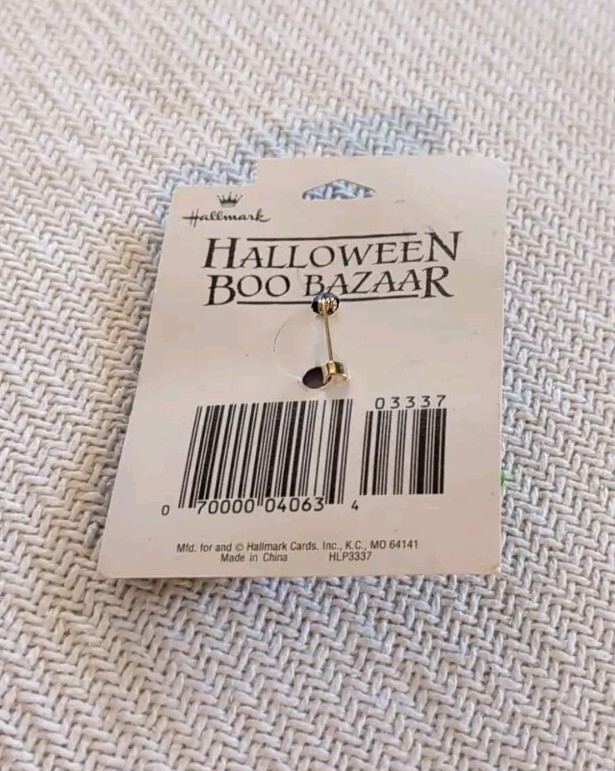 Hallmark
HALLOWEEN
BOO BAZAAR
03337
0 70000 04063 4
Mfd. for and © Hallmark Cards, Inc., K.C., MO 64141
Made in China HLP3337